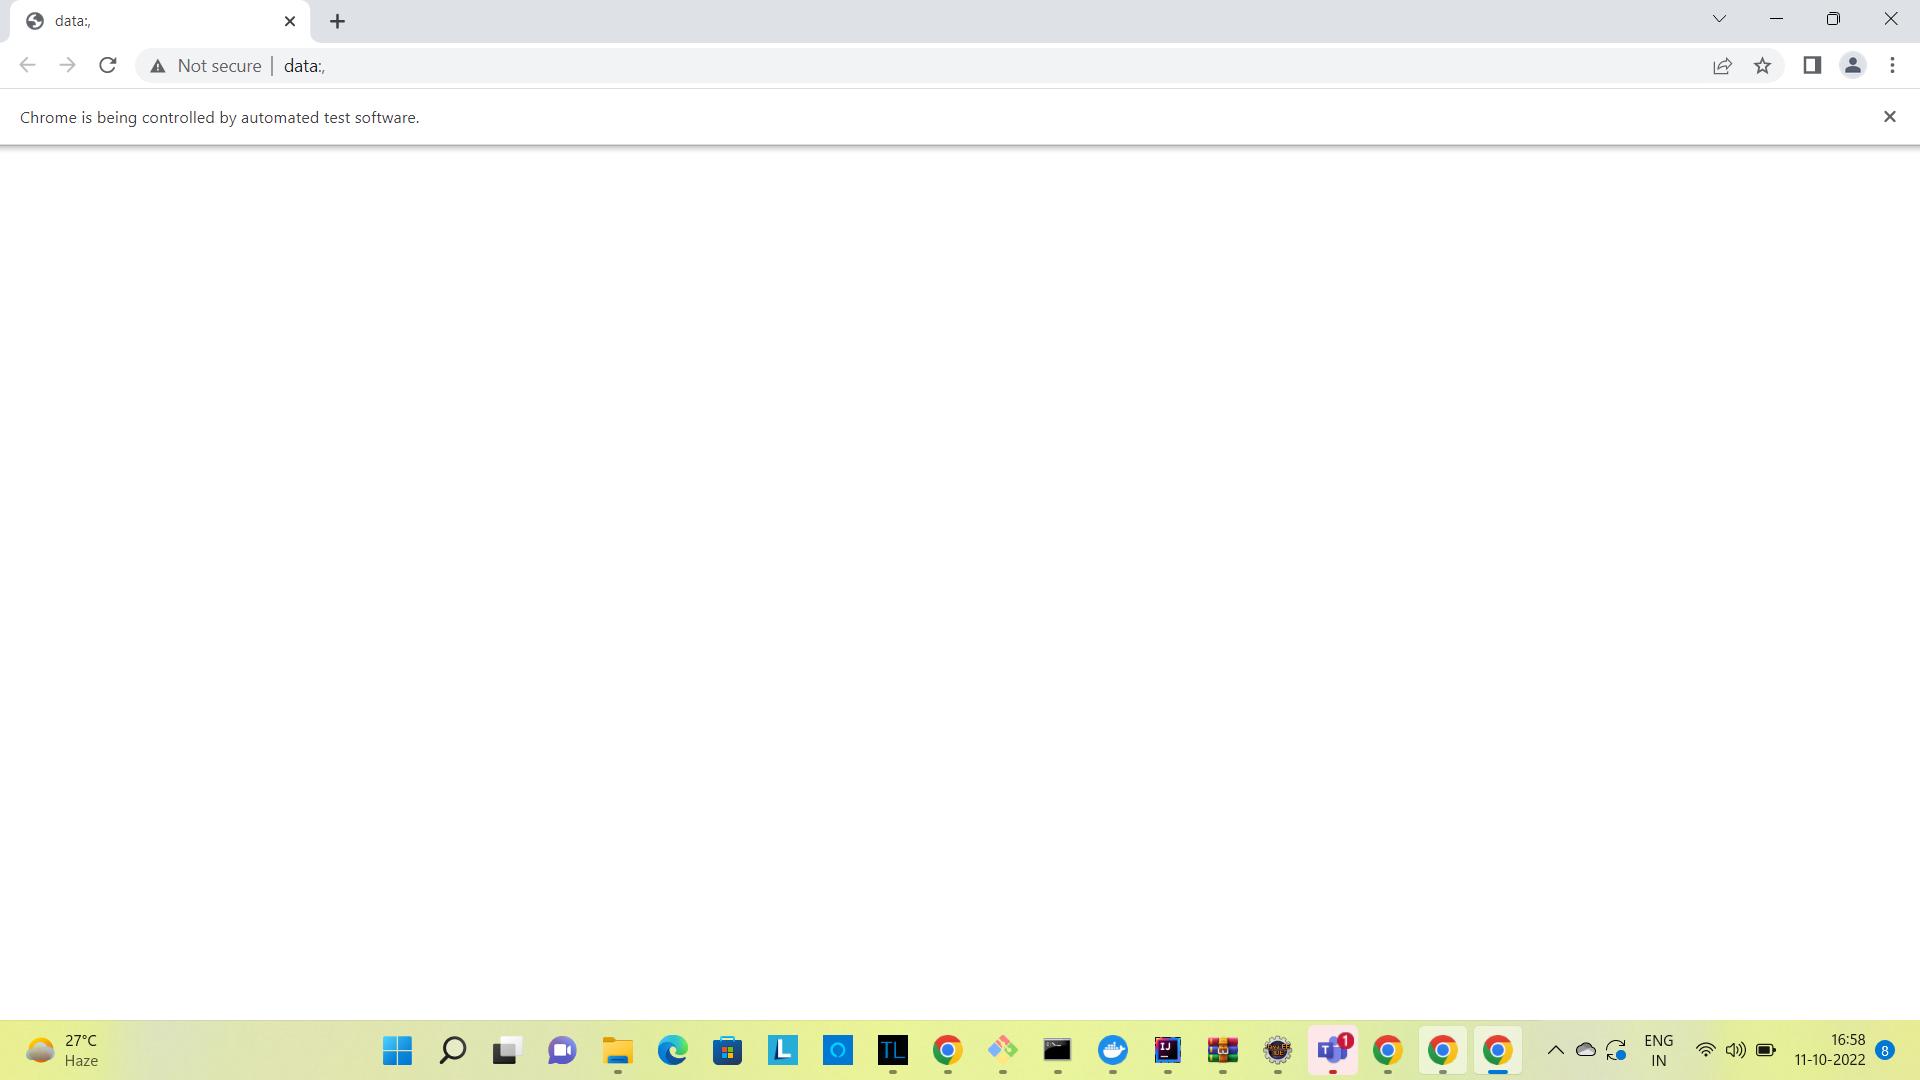 data:,
Not secure | data:,
Chrome is being controlled by automated test software.
27°C
Haze
L
TL
IJ
T
1
ENG
IN
16:58
11-10-2022
8